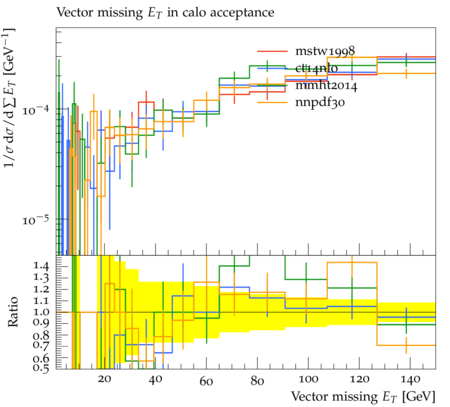 Vector missing E_T in calo acceptance
1/σ dσ/d ∑ E_T [GeV⁻¹]
mstw1998
ct14nlo
mmht2014
nnpdf30
10⁻⁴
10⁻⁵
Ratio
1.4
1.3
1.2
1.1
1.0
0.9
0.8
0.7
0.6
0.5
20 40 60 80 100 120 140
Vector missing E_T [GeV]